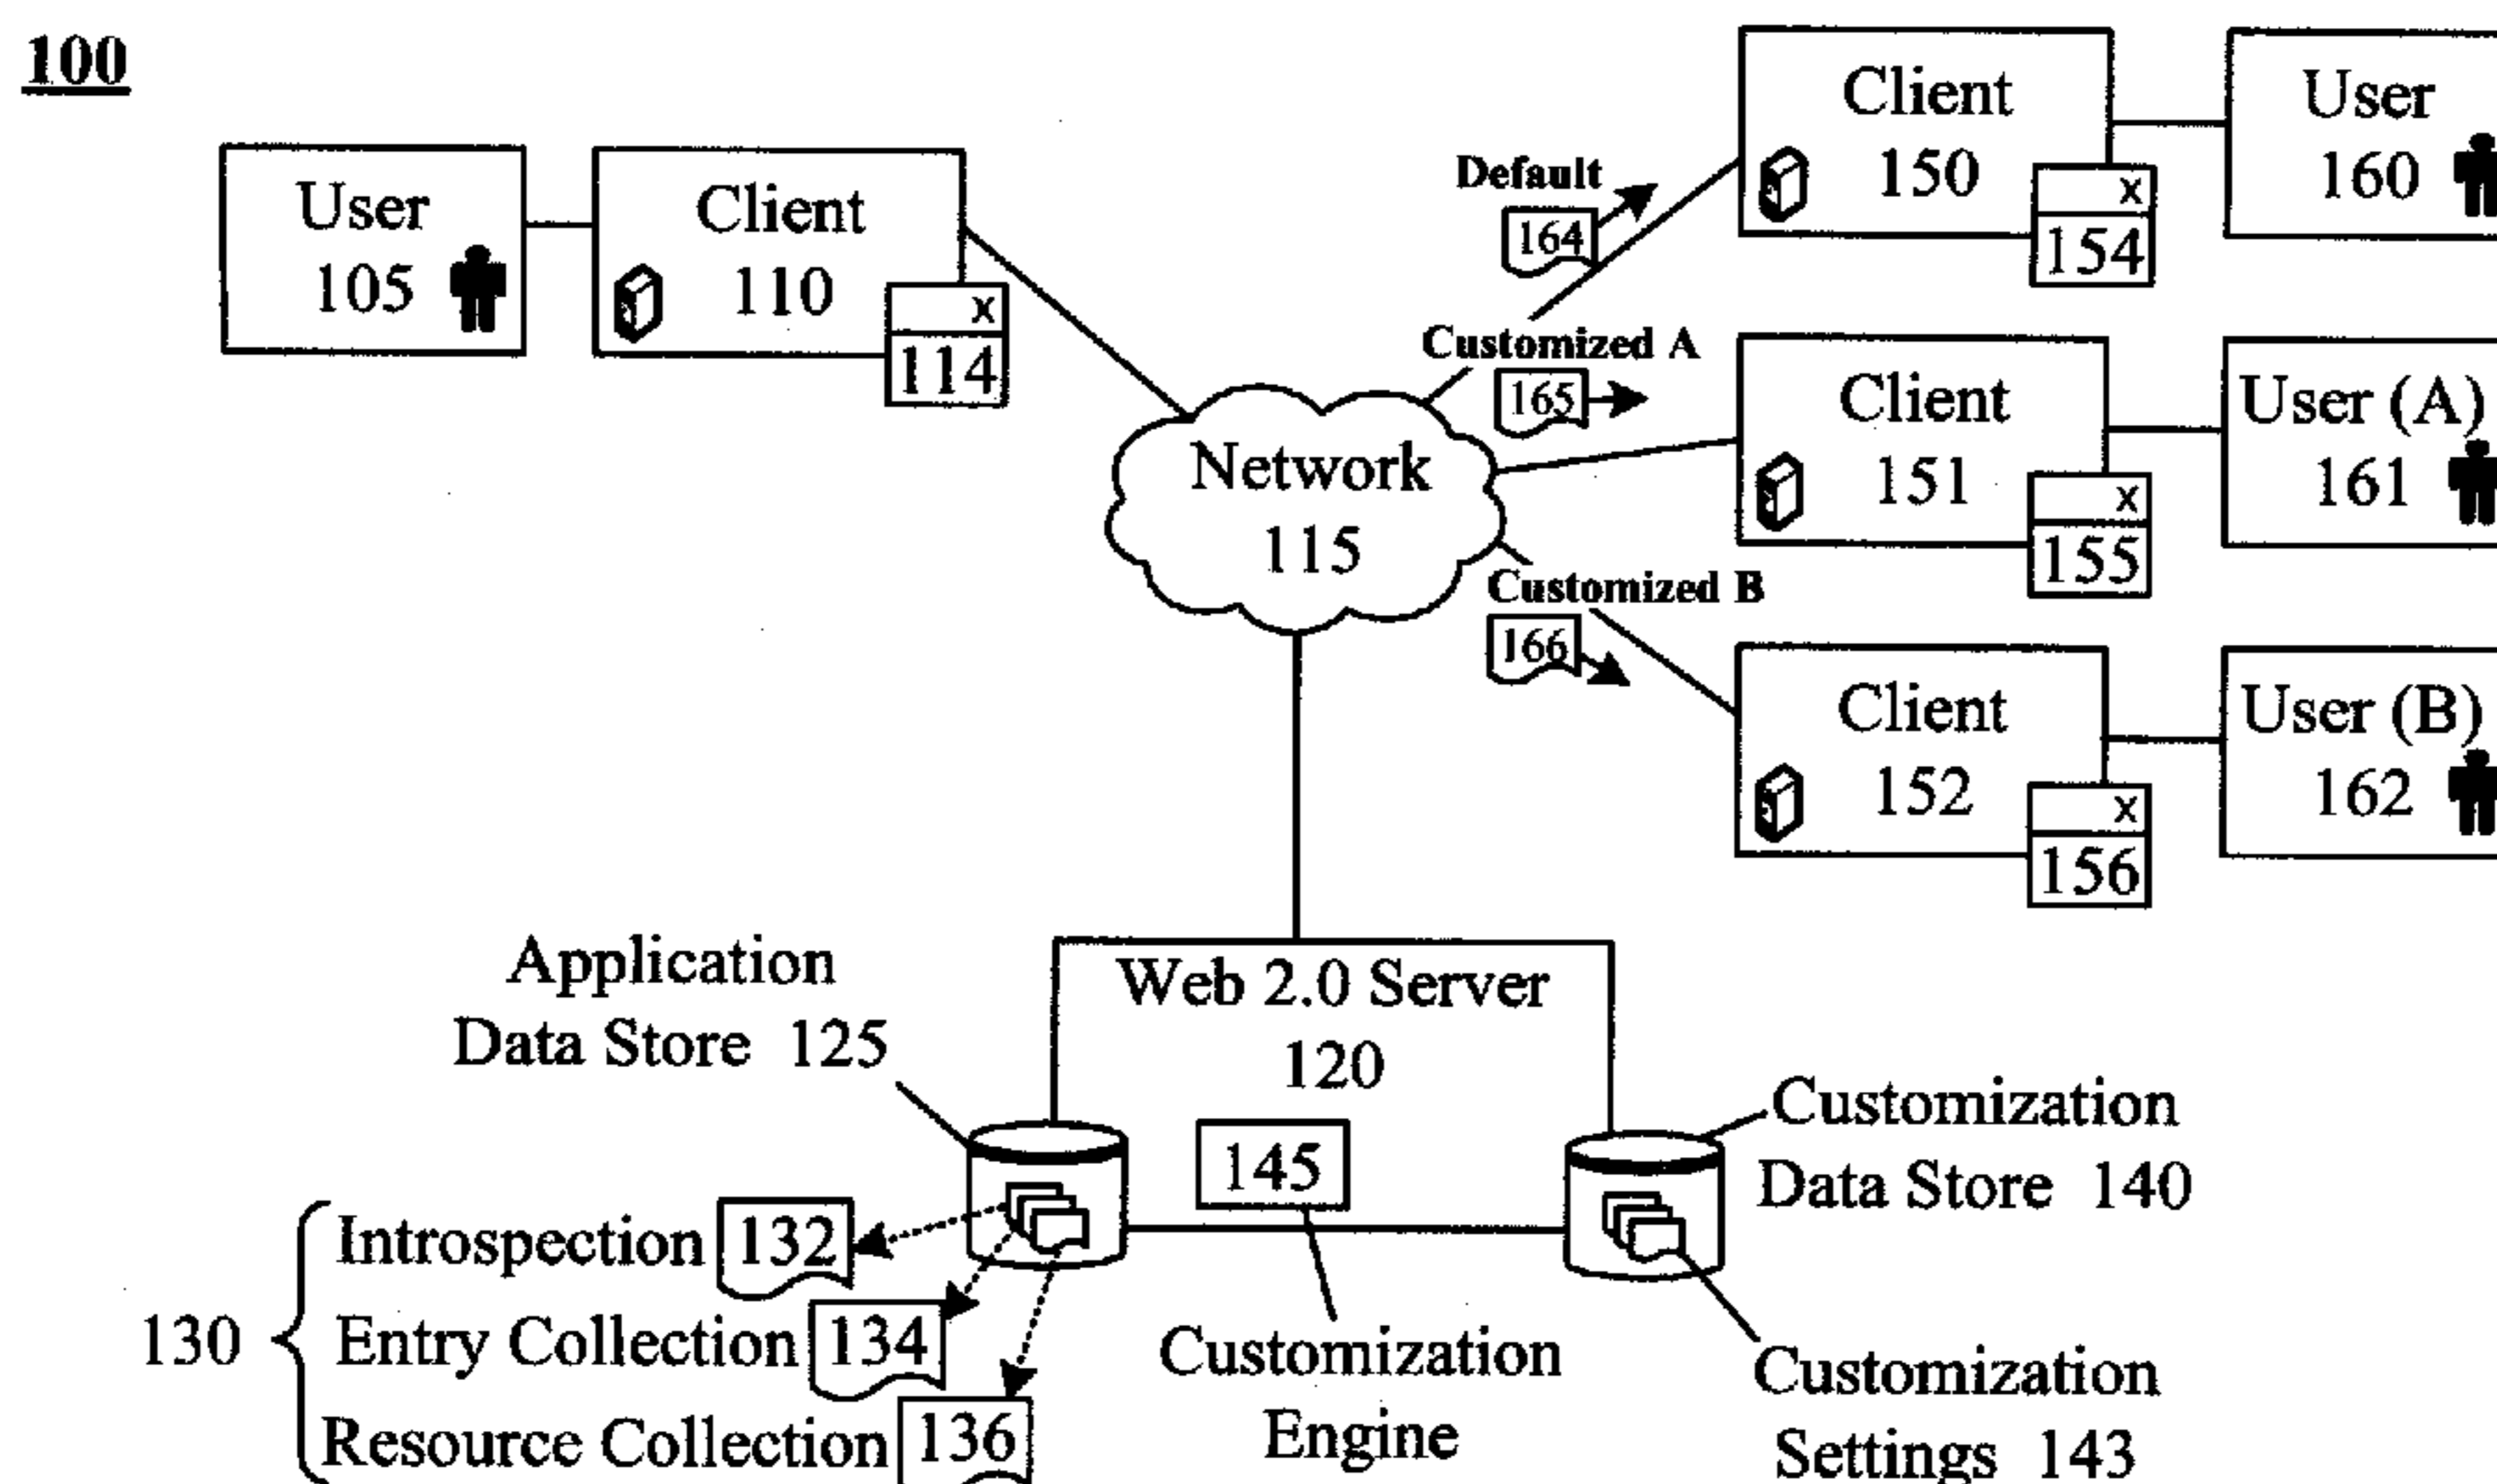 100
User
105
Client
110
x
114
Default
164
Client
150
x
154
User
160
Customized A
165
Client
151
x
155
User (A)
161
Network
115
Customized B
166
Client
152
x
156
User (B)
162
Application
Data Store 125
Web 2.0 Server
120
145
Customization
Data Store 140
130
Introspection 132
Entry Collection 134
Resource Collection 136
Customization
Engine
Customization
Settings 143